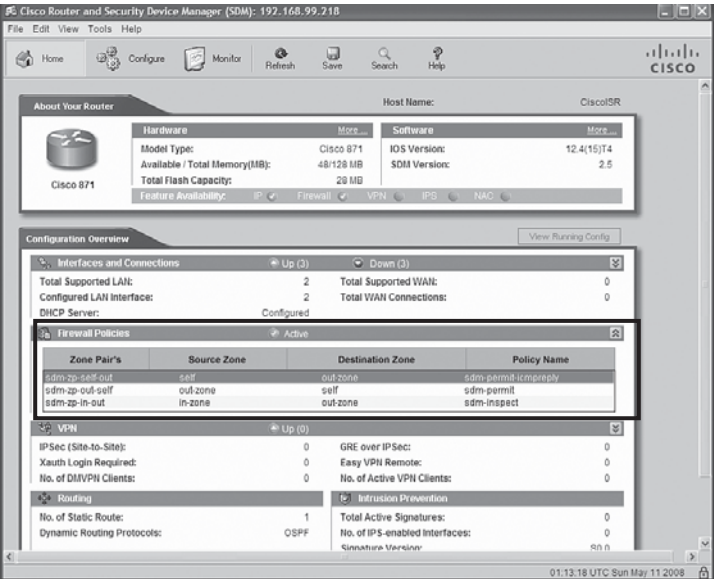 Cisco Router and Security Device Manager (SDM): 192.168.99.218
File Edit View Tools Help
Home Configure Monitor Refresh Save Search Help
CISCO
About Your Router Host Name: CiscoISR
Hardware More ... Software More ...
Model Type: Cisco 871 IOS Version: 12.4(15)T4
Available / Total Memory(MB): 48/128 MB SDM Version: 2.5
Total Flash Capacity: 28 MB
Cisco 871
Feature Availability: IP Firewall VPN IPS NAC
Configuration Overview View Running Config
Interfaces and Connections Up (3) Down (3)
Total Supported LAN: 2 Total Supported WAN: 0
Configured LAN Interface: 2 Total WAN Connections: 0
DHCP Server: Configured
Firewall Policies Active
Zone Pair's Source Zone Destination Zone Policy Name
sdm-zp-self-out self out-zone sdm-permit-icmpreply
sdm-zp-out-self out-zone self sdm-permit
sdm-zp-in-out in-zone out-zone sdm-inspect
VPN Up (0)
IPSec (Site-to-Site): 0 GRE over IPSec: 0
Xauth Login Required: 0 Easy VPN Remote: 0
No. of DMVPN Clients: 0 No. of Active VPN Clients: 0
Routing Intrusion Prevention
No. of Static Route: 1 Total Active Signatures: 0
Dynamic Routing Protocols: OSPF No. of IPS-enabled Interfaces: 0
Signature Version: S0.0
01:13:18 UTC Sun May 11 2008